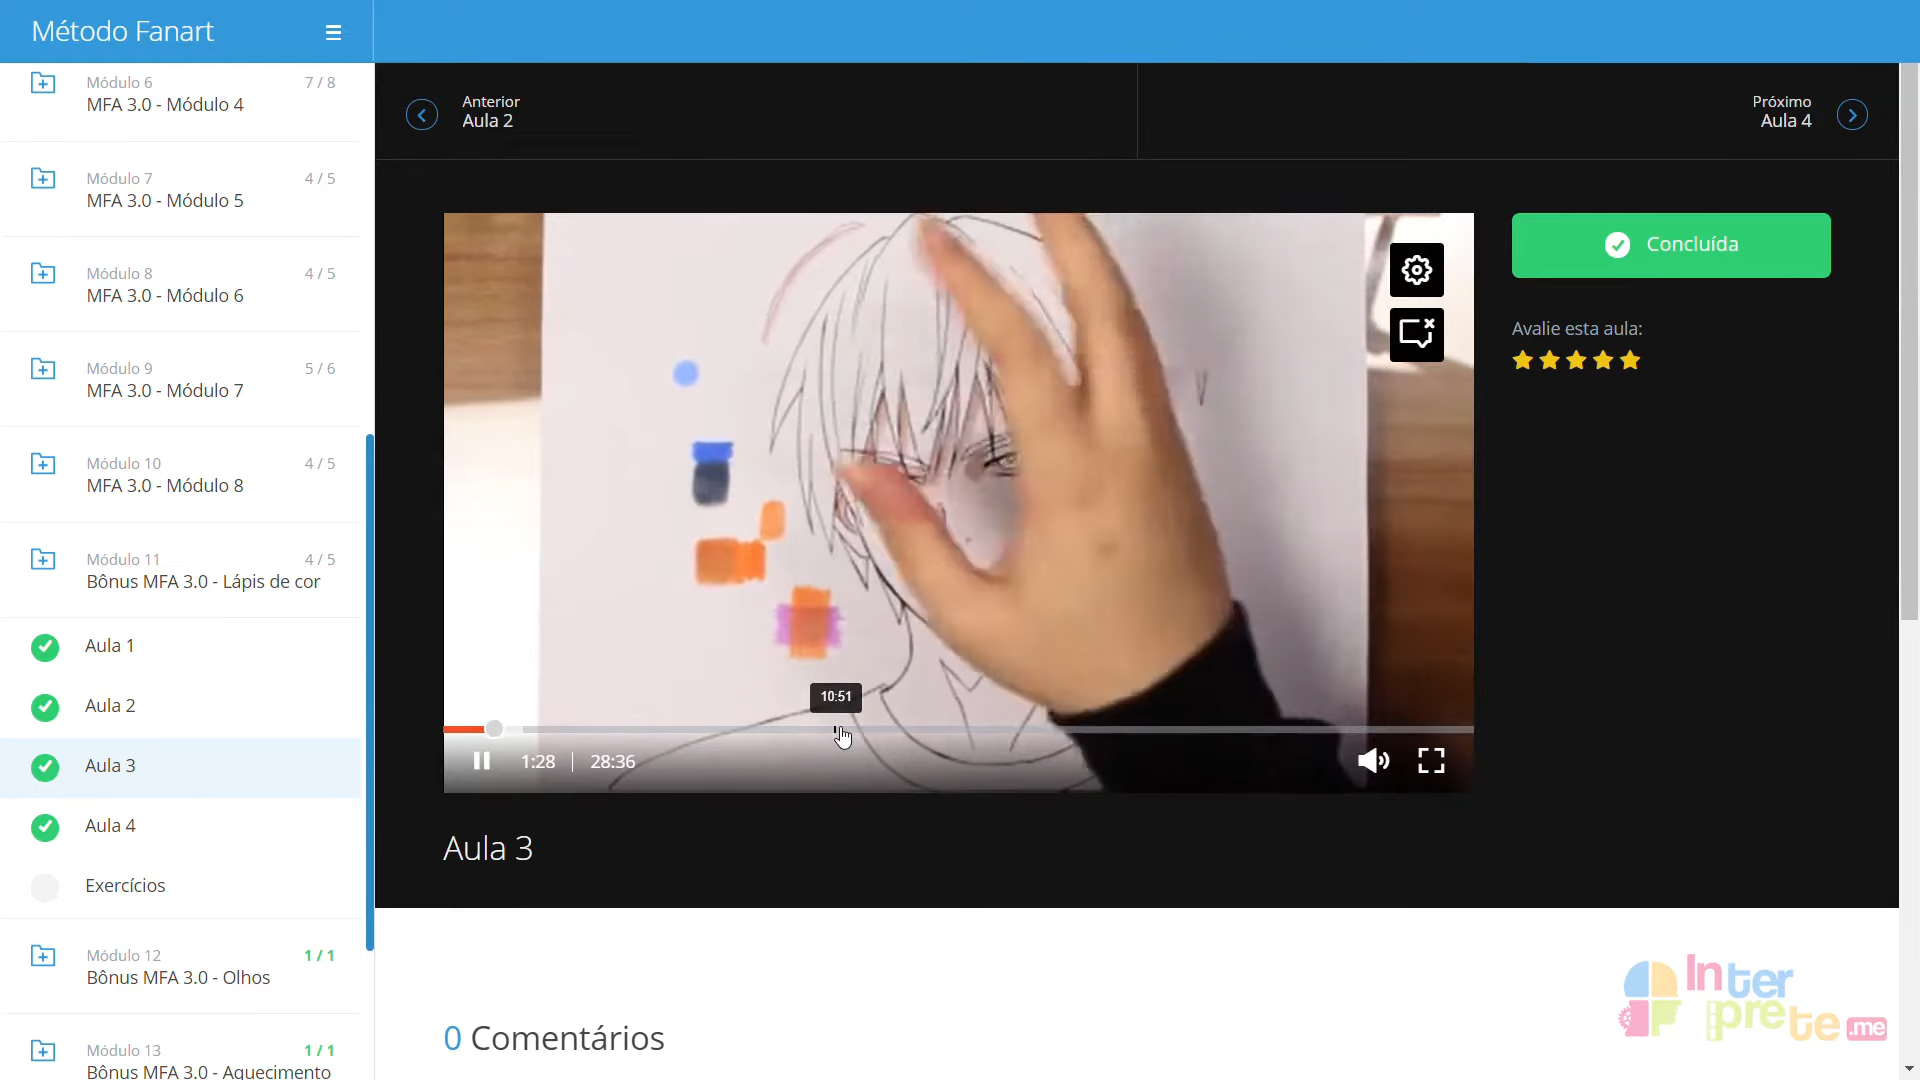 Método Fanart
Módulo 6 7 / 8
MFA 3.0 - Módulo 4
Módulo 7 4 / 5
MFA 3.0 - Módulo 5
Módulo 8 4 / 5
MFA 3.0 - Módulo 6
Módulo 9 5 / 6
MFA 3.0 - Módulo 7
Módulo 10 4 / 5
MFA 3.0 - Módulo 8
Módulo 11 4 / 5
Bônus MFA 3.0 - Lápis de cor
Aula 1
Aula 2
Aula 3
Aula 4
Exercícios
Módulo 12 1 / 1
Bônus MFA 3.0 - Olhos
Módulo 13 1 / 1
Bônus MFA 3.0 - Aquecimento
Anterior
Aula 2
Próximo
Aula 4
Concluída
Avalie esta aula:
10:51
1:28 28:36
Aula 3
0 Comentários
Inter
prete.me